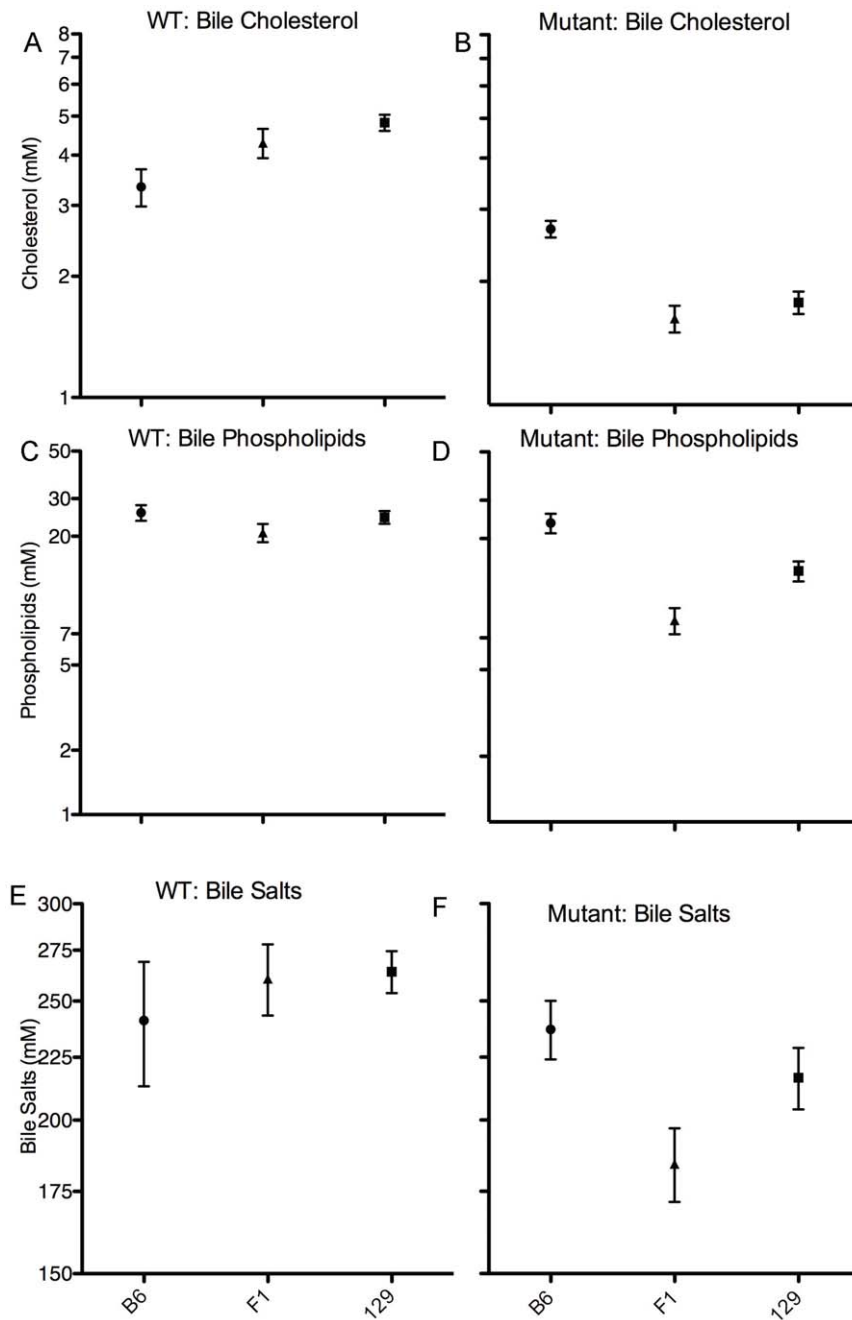 A
WT: Bile Cholesterol
B
Mutant: Bile Cholesterol
Cholesterol (mM)
8
7
6
5
4
3
2
1
C
WT: Bile Phospholipids
D
Mutant: Bile Phospholipids
Phospholipids (mM)
50
30
20
7
5
2
1
E
WT: Bile Salts
F
Mutant: Bile Salts
Bile Salts (mM)
300
275
250
225
200
175
150
B6
F1
129
B6
F1
129